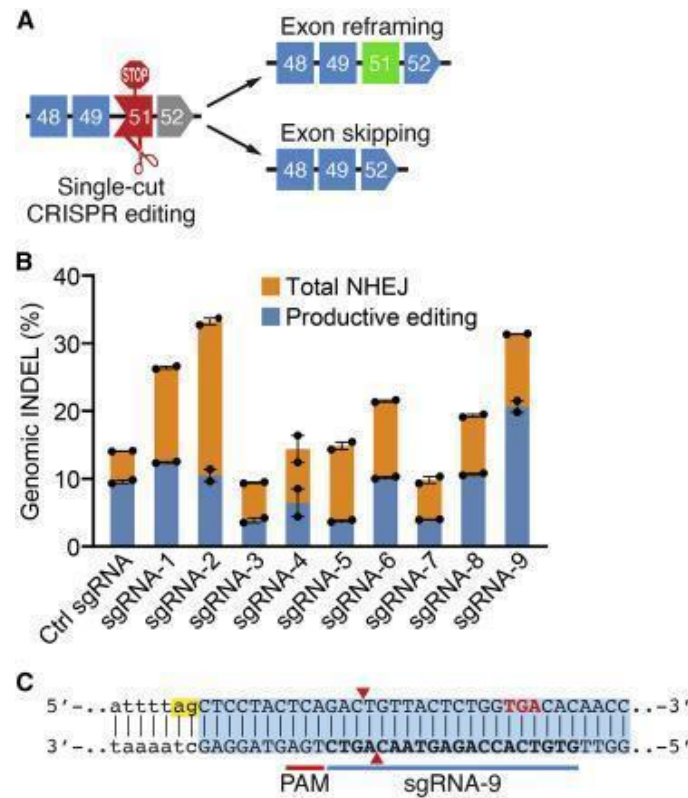 A
Exon reframing
48 49 51 52
STOP
48 49 51 52
Exon skipping
48 49 52
Single-cut
CRISPR editing
B
Total NHEJ
Productive editing
Genomic INDEL (%)
40
30
20
10
0
Ctrl sgRNA
sgRNA-1
sgRNA-2
sgRNA-3
sgRNA-4
sgRNA-5
sgRNA-6
sgRNA-7
sgRNA-8
sgRNA-9
C
5′-..attttagCTCCTACTCAGACTGTTACTCTGGTGACACAACC..-3′
3′-..taaaatcGAGGATGAGTCTGACAATGAGACCACTGTGTTGG..-5′
PAM sgRNA-9